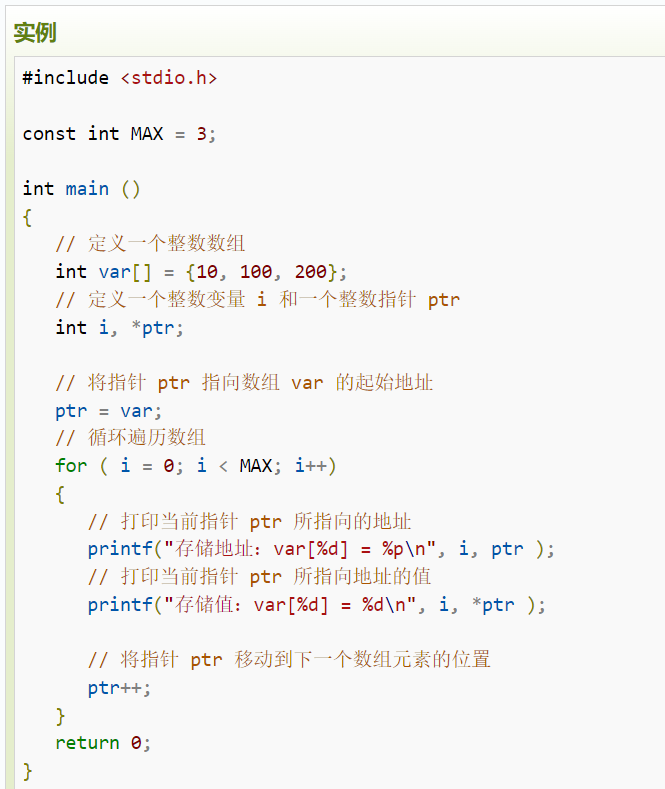 实例
#include <stdio.h>
const int MAX = 3;
int main ()
{
// 定义一个整数数组
int var[] = {10, 100, 200};
// 定义一个整数变量 i 和一个整数指针 ptr
int i, *ptr;
// 将指针 ptr 指向数组 var 的起始地址
ptr = var;
// 循环遍历数组
for ( i = 0; i < MAX; i++)
{
// 打印当前指针 ptr 所指向的地址
printf("存储地址：var[%d] = %p\n", i, ptr );
// 打印当前指针 ptr 所指向地址的值
printf("存储值：var[%d] = %d\n", i, *ptr );
// 将指针 ptr 移动到下一个数组元素的位置
ptr++;
}
return 0;
}